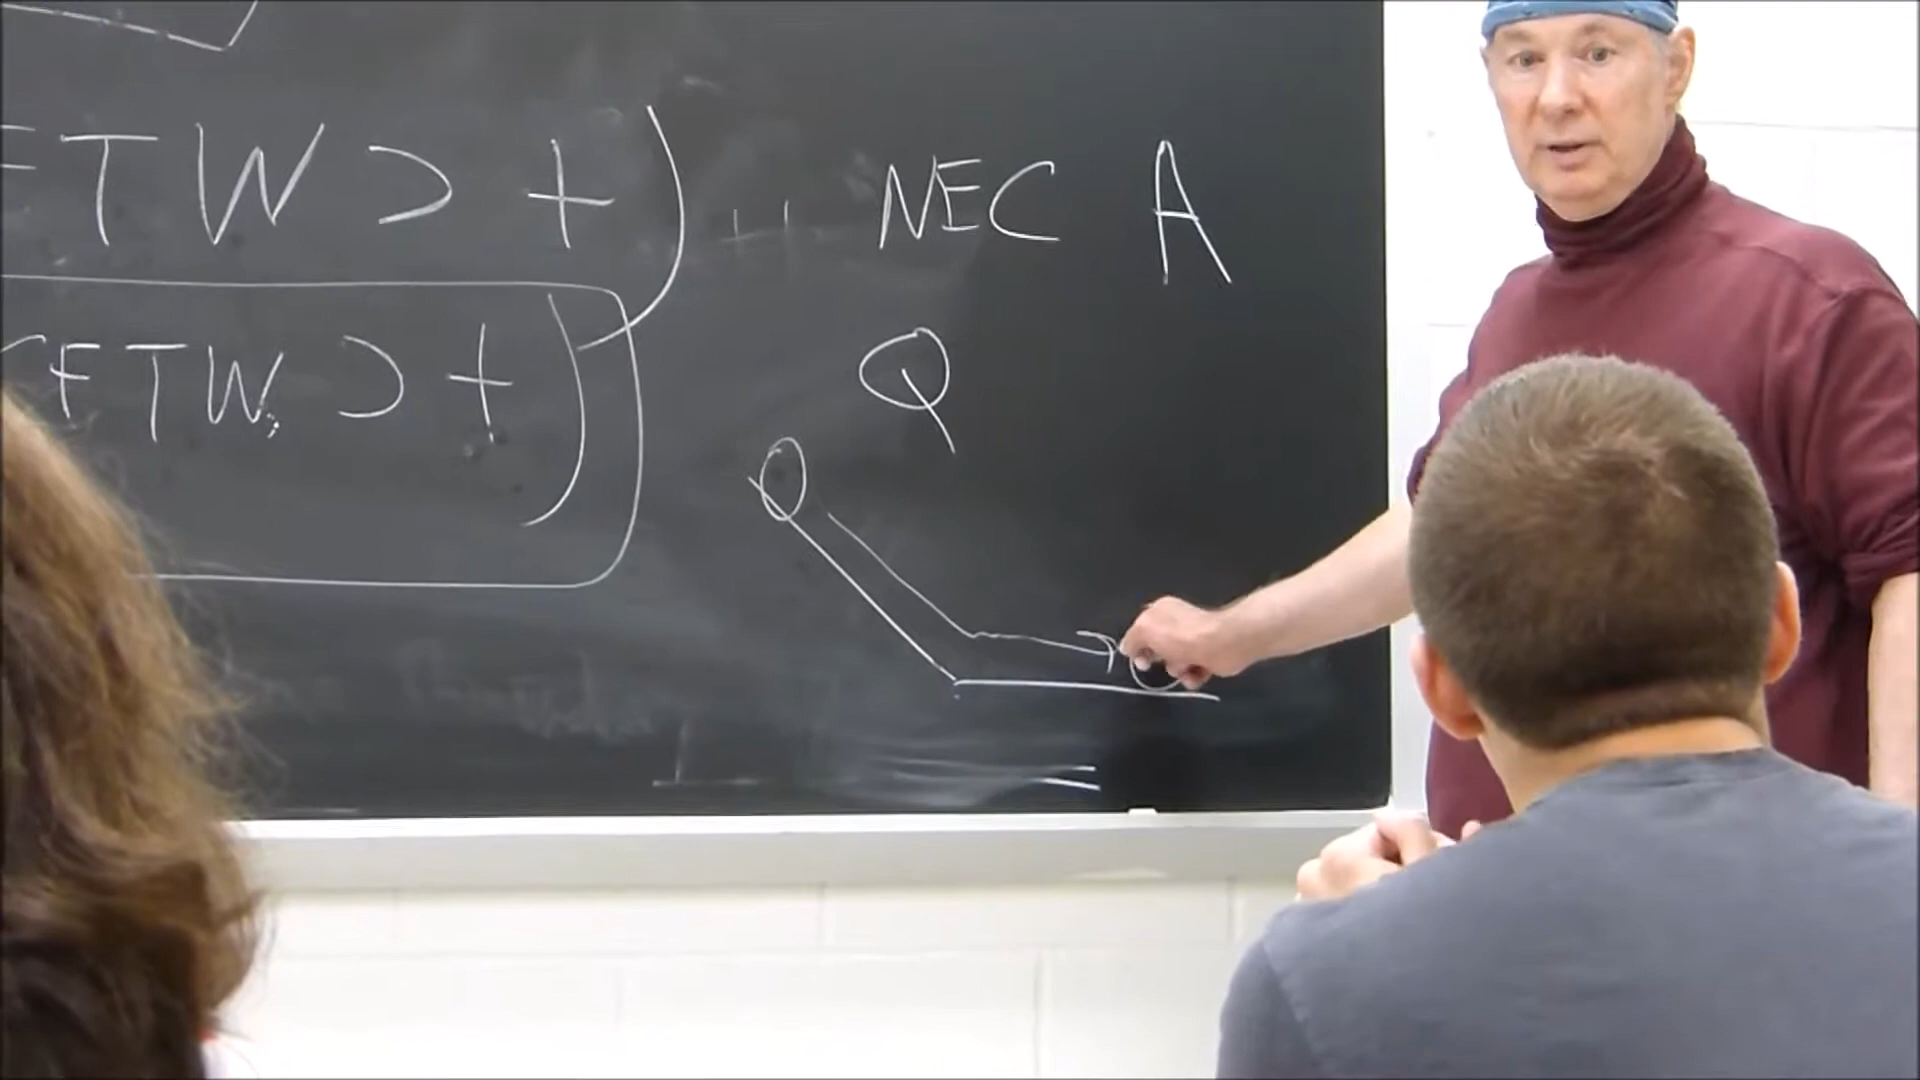 FTW ⊃ +) NEC A
(FTW ⊃ +) Q